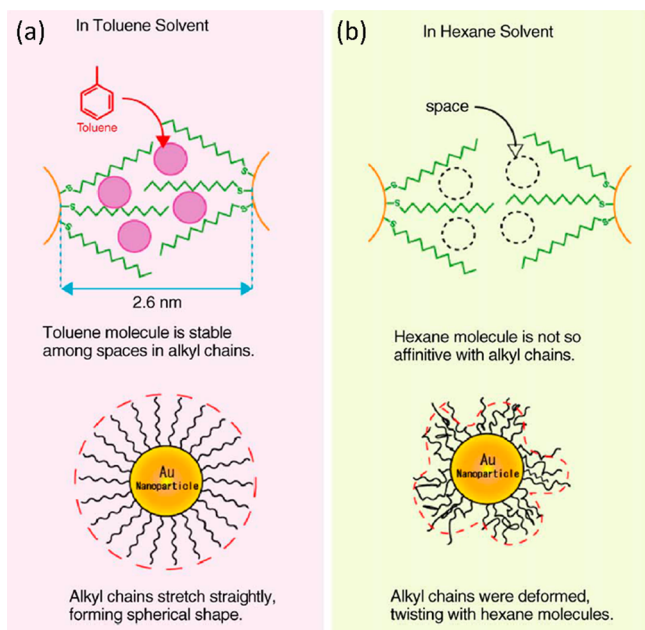 (a)
In Toluene Solvent
Toluene
S
S
S
S
S
S
2.6 nm
Toluene molecule is stable
among spaces in alkyl chains.
Au
Nanoparticle
Alkyl chains stretch straightly,
forming spherical shape.
(b)
In Hexane Solvent
space
S
S
S
S
S
S
Hexane molecule is not so
affinitive with alkyl chains.
Au
Nanoparticle
Alkyl chains were deformed,
twisting with hexane molecules.